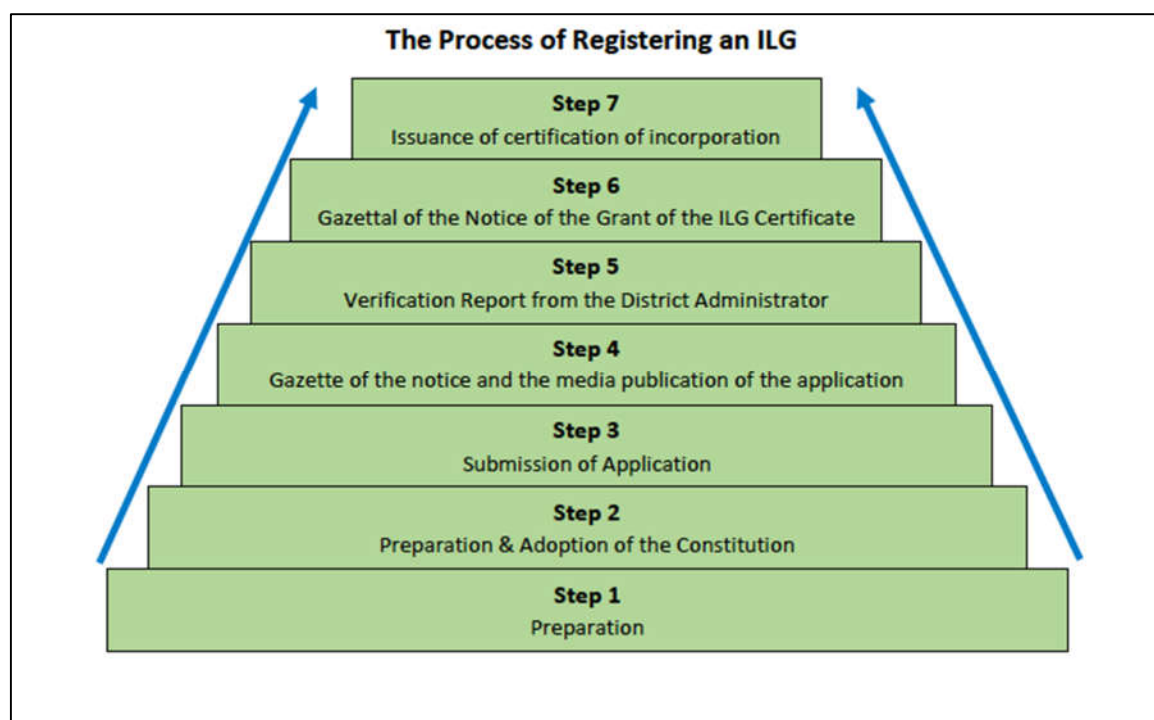 The Process of Registering an ILG
Step 7
Issuance of certification of incorporation
Step 6
Gazettal of the Notice of the Grant of the ILG Certificate
Step 5
Verification Report from the District Administrator
Step 4
Gazette of the notice and the media publication of the application
Step 3
Submission of Application
Step 2
Preparation & Adoption of the Constitution
Step 1
Preparation